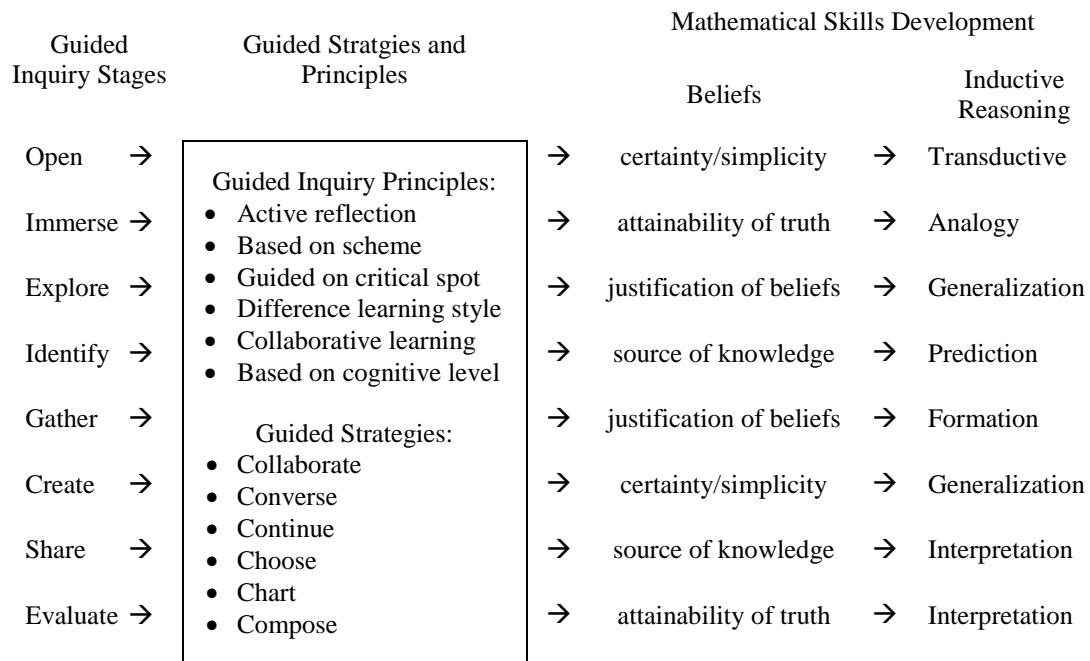 Mathematical Skills Development
Guided
Inquiry Stages
Guided Stratgies and
Principles
Beliefs
Inductive
Reasoning
Open →
Immerse →
Explore →
Identify →
Gather →
Create →
Share →
Evaluate →
Guided Inquiry Principles:
• Active reflection
• Based on scheme
• Guided on critical spot
• Difference learning style
• Collaborative learning
• Based on cognitive level
Guided Strategies:
• Collaborate
• Converse
• Continue
• Choose
• Chart
• Compose
→ certainty/simplicity → Transductive
→ attainability of truth → Analogy
→ justification of beliefs → Generalization
→ source of knowledge → Prediction
→ justification of beliefs → Formation
→ certainty/simplicity → Generalization
→ source of knowledge → Interpretation
→ attainability of truth → Interpretation